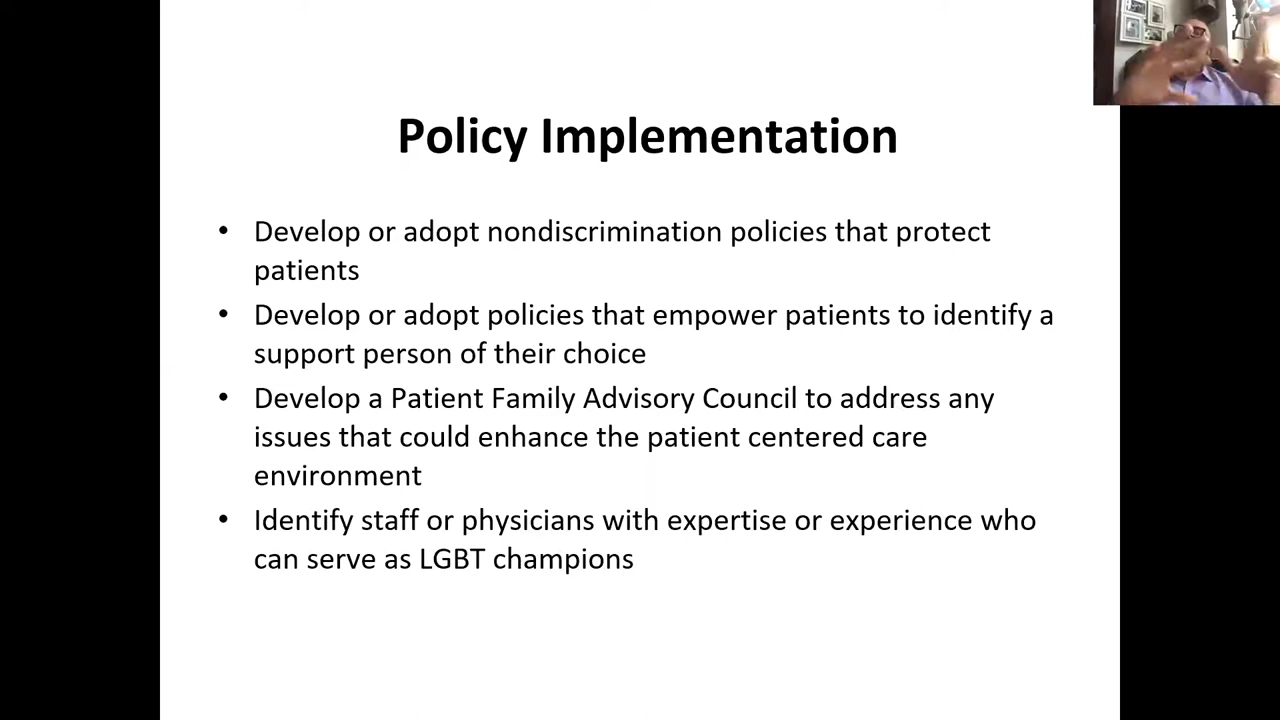 Policy Implementation
• Develop or adopt nondiscrimination policies that protect
patients
• Develop or adopt policies that empower patients to identify a
support person of their choice
• Develop a Patient Family Advisory Council to address any
issues that could enhance the patient centered care
environment
• Identify staff or physicians with expertise or experience who
can serve as LGBT champions